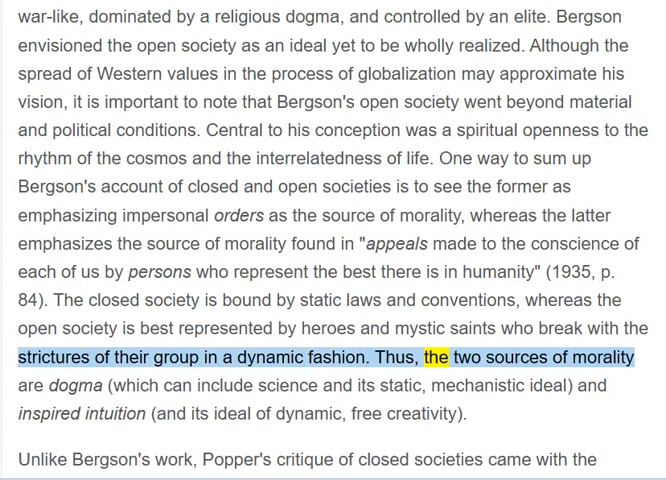 war-like, dominated by a religious dogma, and controlled by an elite. Bergson
envisioned the open society as an ideal yet to be wholly realized. Although the
spread of Western values in the process of globalization may approximate his
vision, it is important to note that Bergson's open society went beyond material
and political conditions. Central to his conception was a spiritual openness to the
rhythm of the cosmos and the interrelatedness of life. One way to sum up
Bergson's account of closed and open societies is to see the former as
emphasizing impersonal orders as the source of morality, whereas the latter
emphasizes the source of morality found in "appeals made to the conscience of
each of us by persons who represent the best there is in humanity" (1935, p.
84). The closed society is bound by static laws and conventions, whereas the
open society is best represented by heroes and mystic saints who break with the
strictures of their group in a dynamic fashion. Thus, the two sources of morality
are dogma (which can include science and its static, mechanistic ideal) and
inspired intuition (and its ideal of dynamic, free creativity).
Unlike Bergson's work, Popper's critique of closed societies came with the